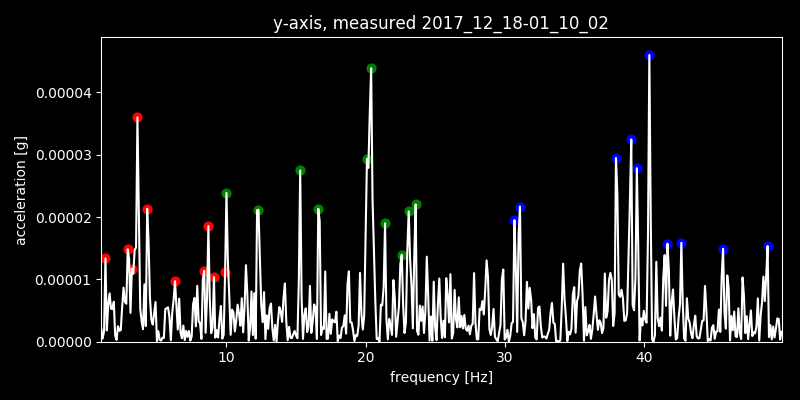 y-axis, measured 2017_12_18-01_10_02
0.00004
0.00003
0.00002
0.00001
0.00000
acceleration [g]
10 20 30 40
frequency [Hz]